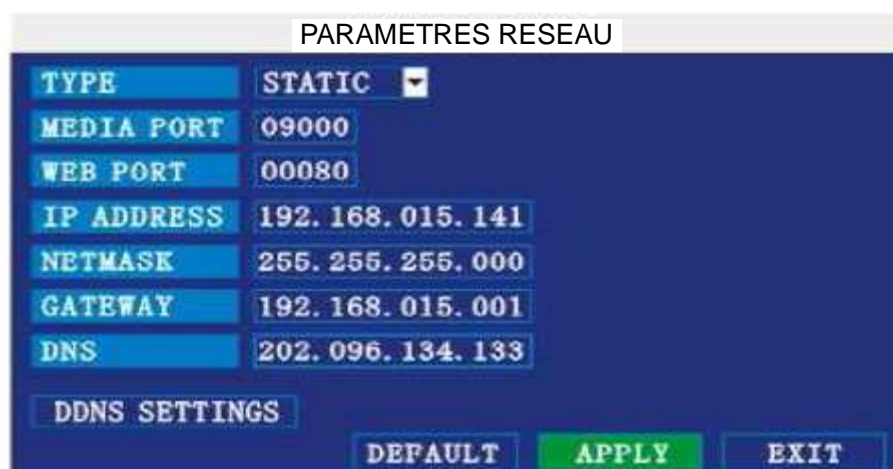 PARAMETRES RESEAU
TYPE STATIC
MEDIA PORT 09000
WEB PORT 00080
IP ADDRESS 192.168.015.141
NETMASK 255.255.255.000
GATEWAY 192.168.015.001
DNS 202.096.134.133
DDNS SETTINGS
DEFAULT APPLY EXIT